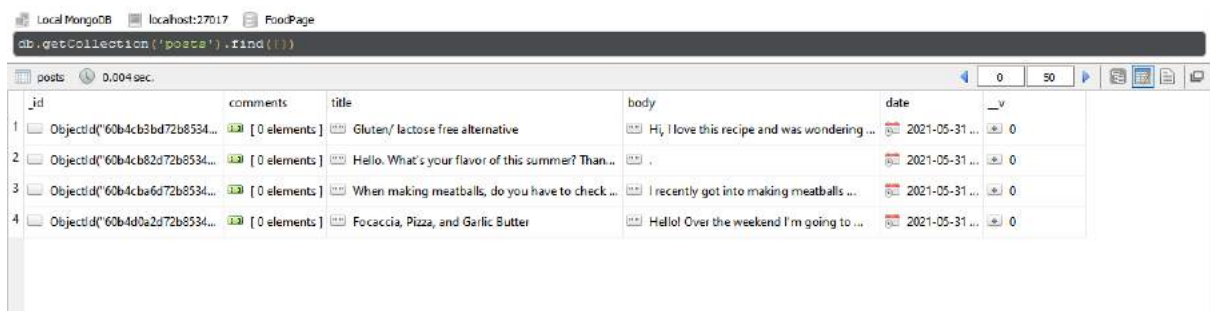 Local MongoDB localhost:27017 FoodPage
db.getCollection('posts').find({})
posts 0.004 sec. 0 50
_id comments title body date __v
1 ObjectId("60b4cb3bd72b8534... [ 0 elements ] Gluten/ lactose free alternative Hi, I love this recipe and was wondering ... 2021-05-31 ... 0
2 ObjectId("60b4cb82d72b8534... [ 0 elements ] Hello. What's your flavor of this summer? Than... . 2021-05-31 ... 0
3 ObjectId("60b4cba6d72b8534... [ 0 elements ] When making meatballs, do you have to check ... I recently got into making meatballs ... 2021-05-31 ... 0
4 ObjectId("60b4d0a2d72b8534... [ 0 elements ] Focaccia, Pizza, and Garlic Butter Hello! Over the weekend I'm going to ... 2021-05-31 ... 0